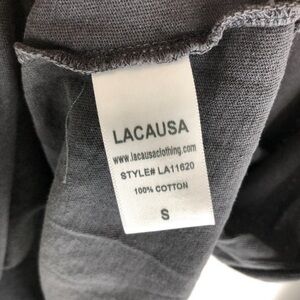 LACAUSA
www.lacausaclothing.com
STYLE# LA11620
100% COTTON
S